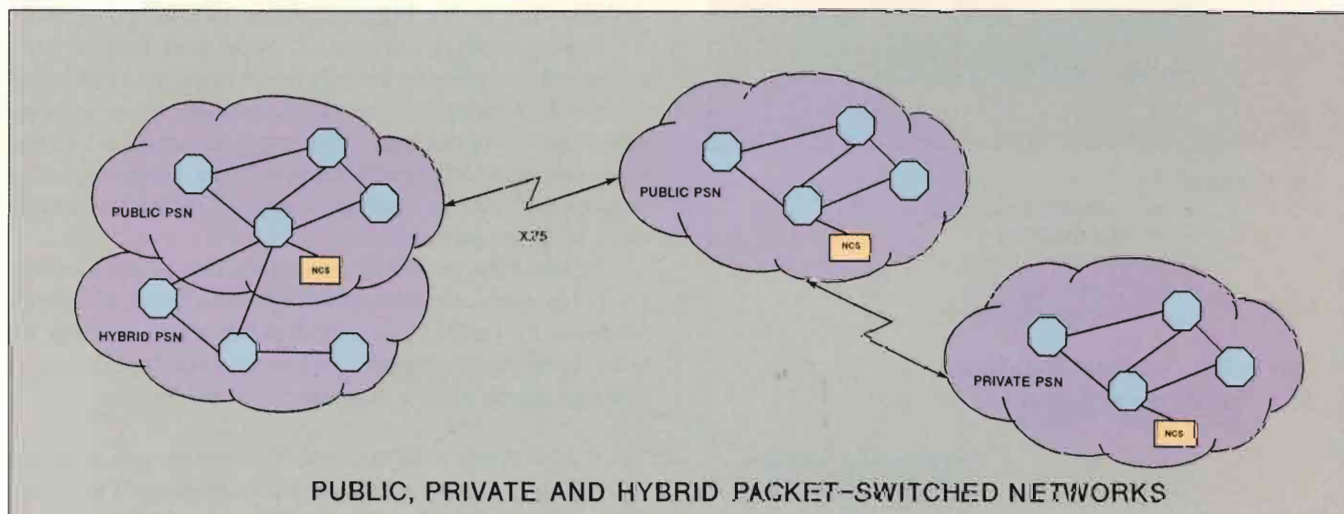 PUBLIC PSN
NCS
HYBRID PSN
X.75
PUBLIC PSN
NCS
PRIVATE PSN
NCS
PUBLIC, PRIVATE AND HYBRID PACKET-SWITCHED NETWORKS